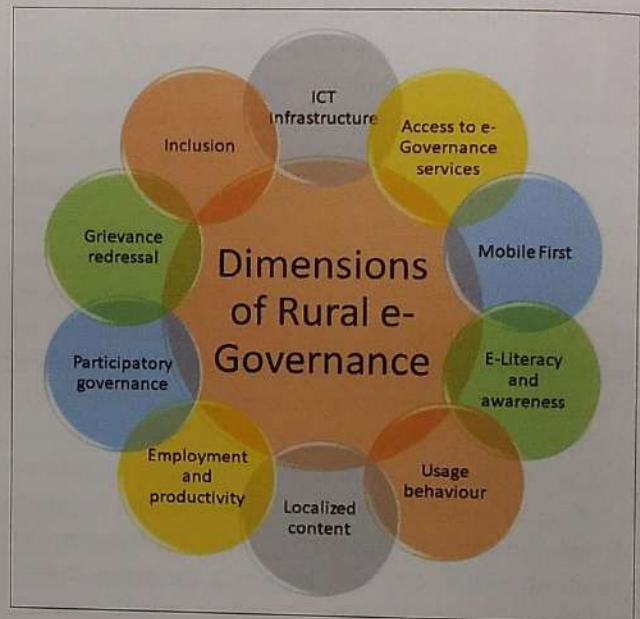 Dimensions
of Rural e-
Governance
ICT
Infrastructure
Access to e-
Governance
services
Mobile First
E-Literacy
and
awareness
Usage
behaviour
Localized
content
Employment
and
productivity
Participatory
governance
Grievance
redressal
Inclusion